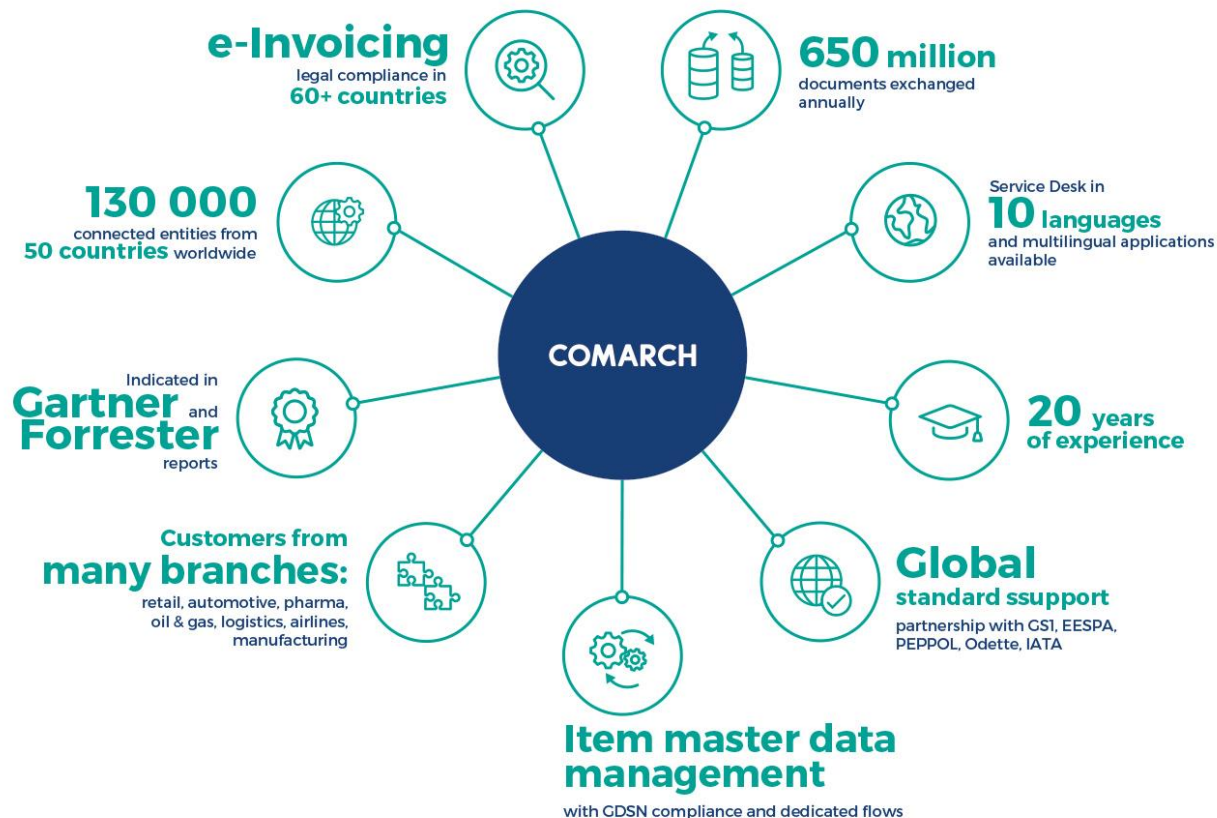 e-Invoicing
legal compliance in
60+ countries
650 million
documents exchanged
annually
130 000
connected entities from
50 countries worldwide
Service Desk in
10 languages
and multilingual applications
available
COMARCH
Indicated in
Gartner and
Forrester
reports
20 years
of experience
Customers from
many branches:
retail, automotive, pharma,
oil & gas, logistics, airlines,
manufacturing
Global
standard ssupport
partnership with GS1, EESPA,
PEPPOL, Odette, IATA
Item master data
management
with GDSN compliance and dedicated flows